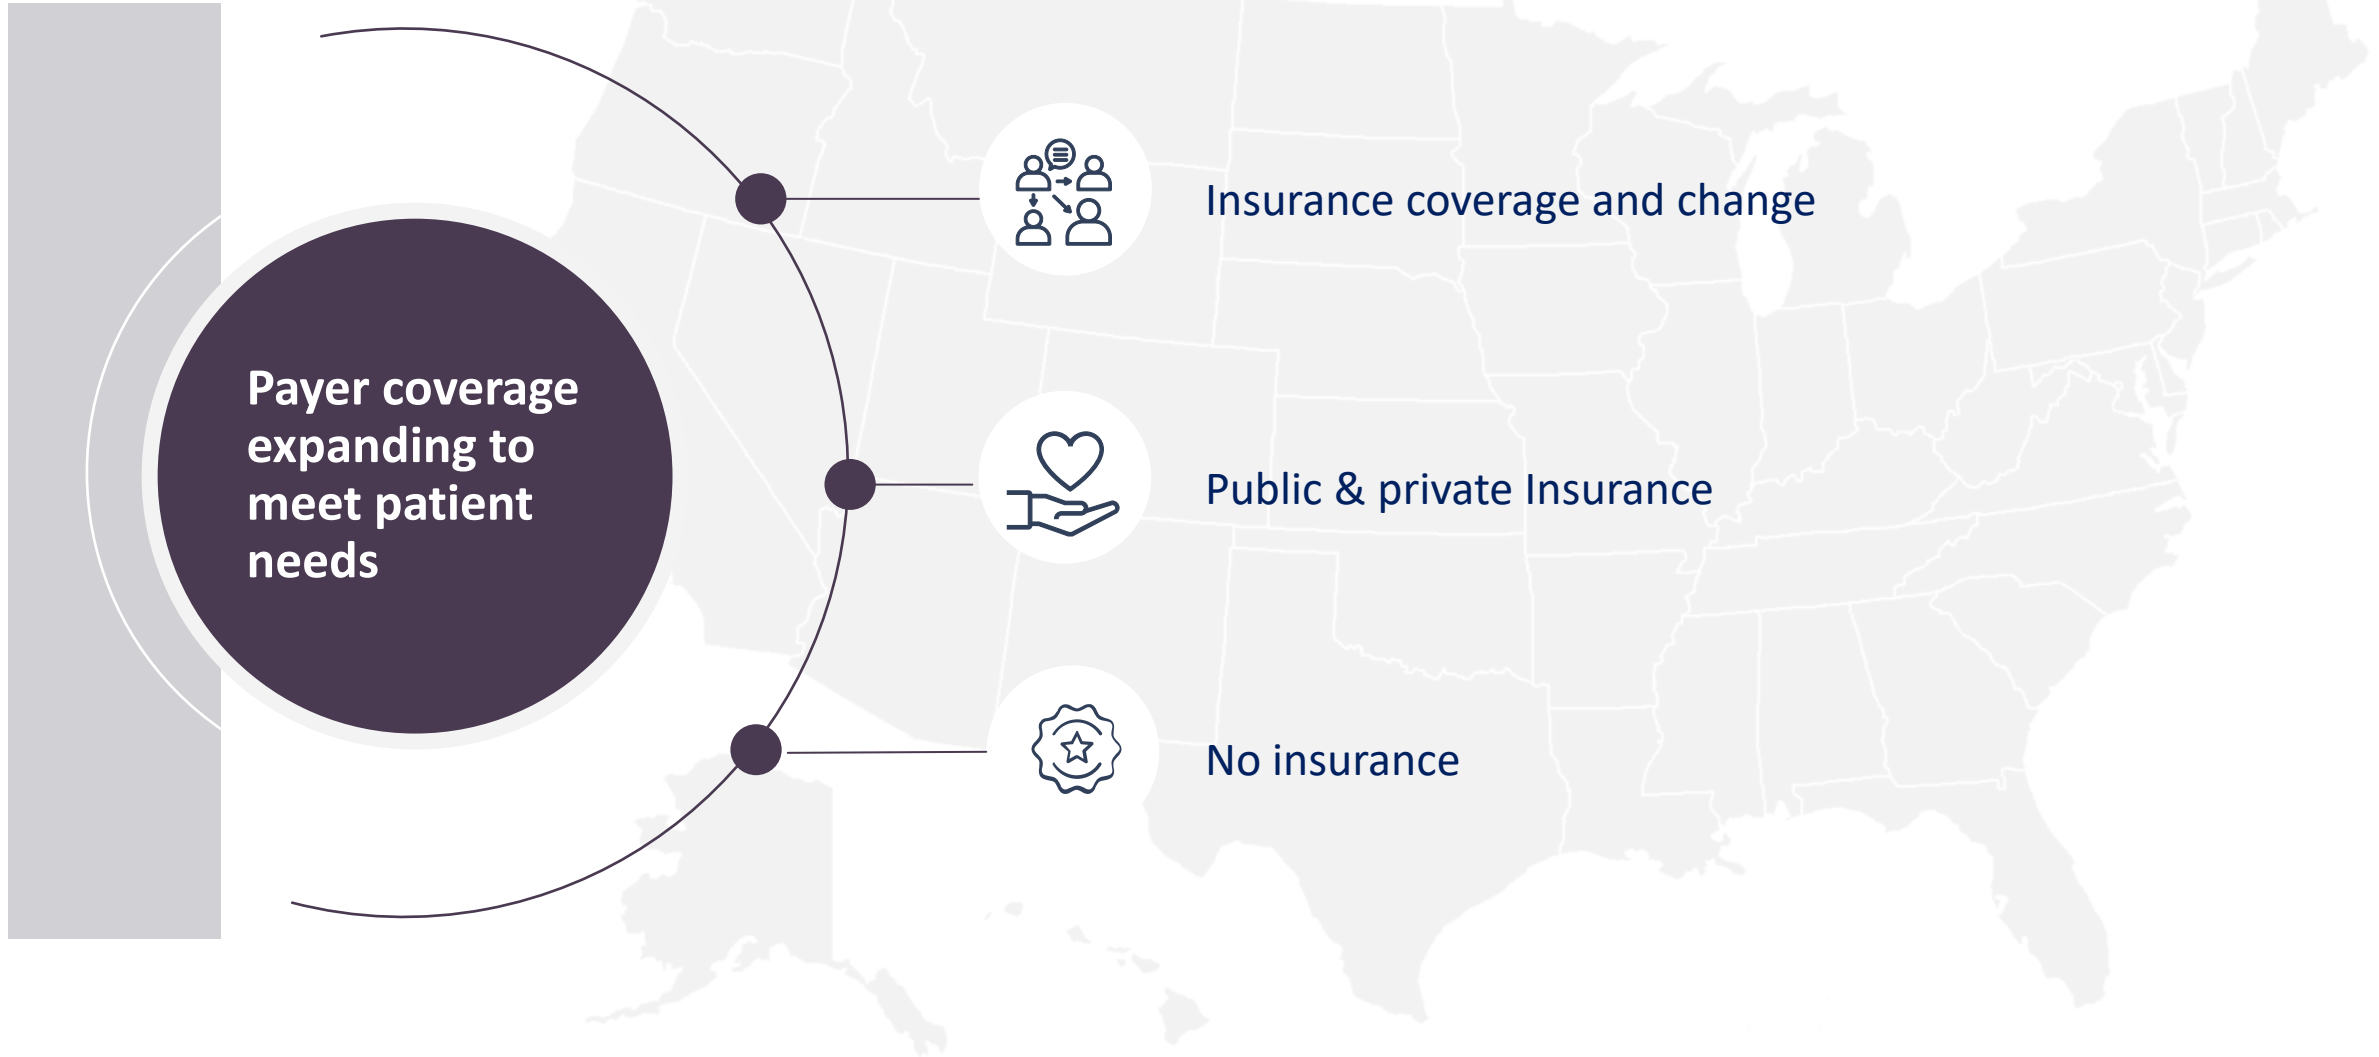 Payer coverage
expanding to
meet patient
needs
Insurance coverage and change
Public & private Insurance
No insurance